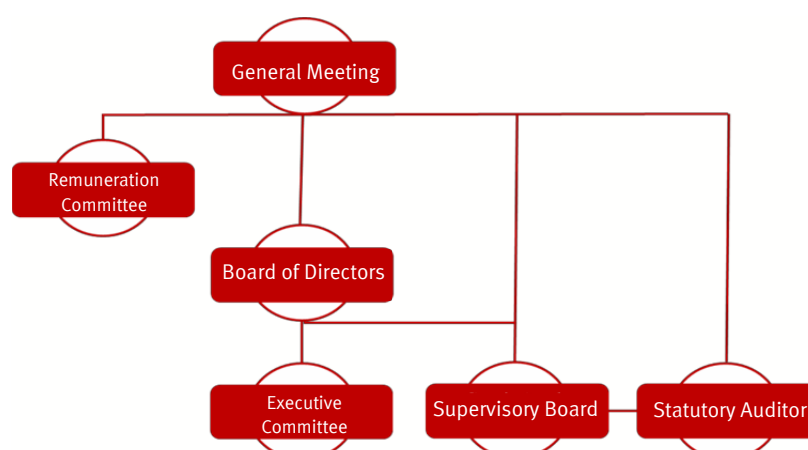 General Meeting
Remuneration
Committee
Board of Directors
Executive
Committee
Supervisory Board
Statutory Auditor